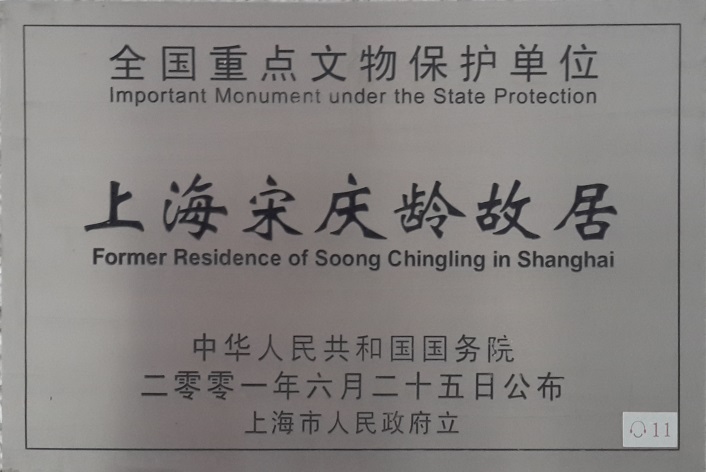 全国重点文物保护单位
Important Monument under the State Protection
上海宋庆龄故居
Former Residence of Soong Chingling in Shanghai
中华人民共和国国务院
二零零一年六月二十五日公布
上海市人民政府立
11